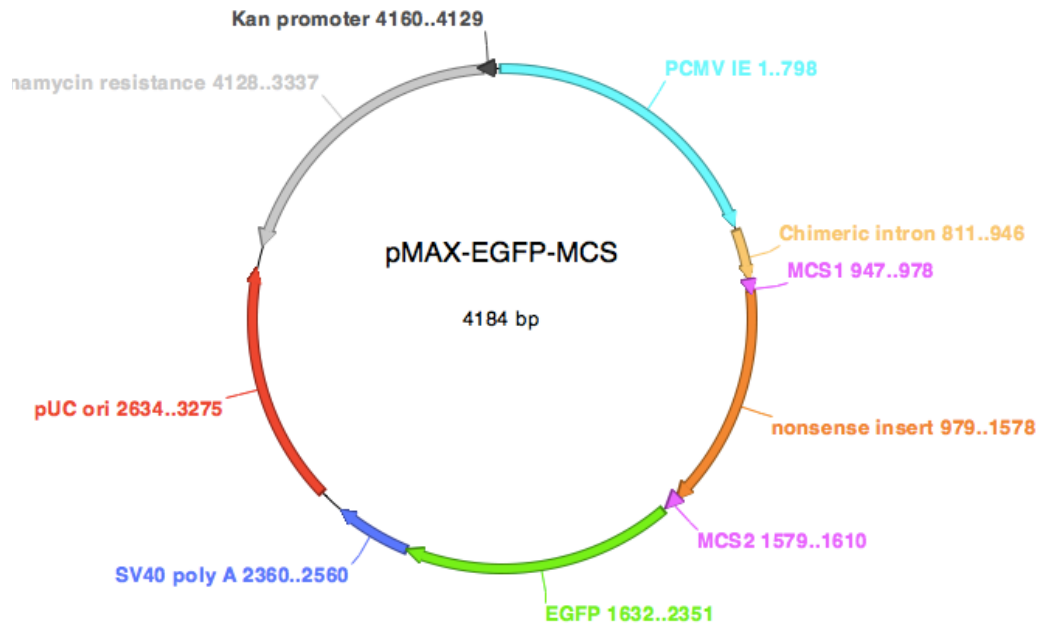 Kan promoter 4160..4129
PCMV IE 1..798
namycin resistance 4128..3337
Chimeric intron 811..946
pMAX-EGFP-MCS
MCS1 947..978
4184 bp
pUC ori 2634..3275
nonsense insert 979..1578
MCS2 1579..1610
SV40 poly A 2360..2560
EGFP 1632..2351